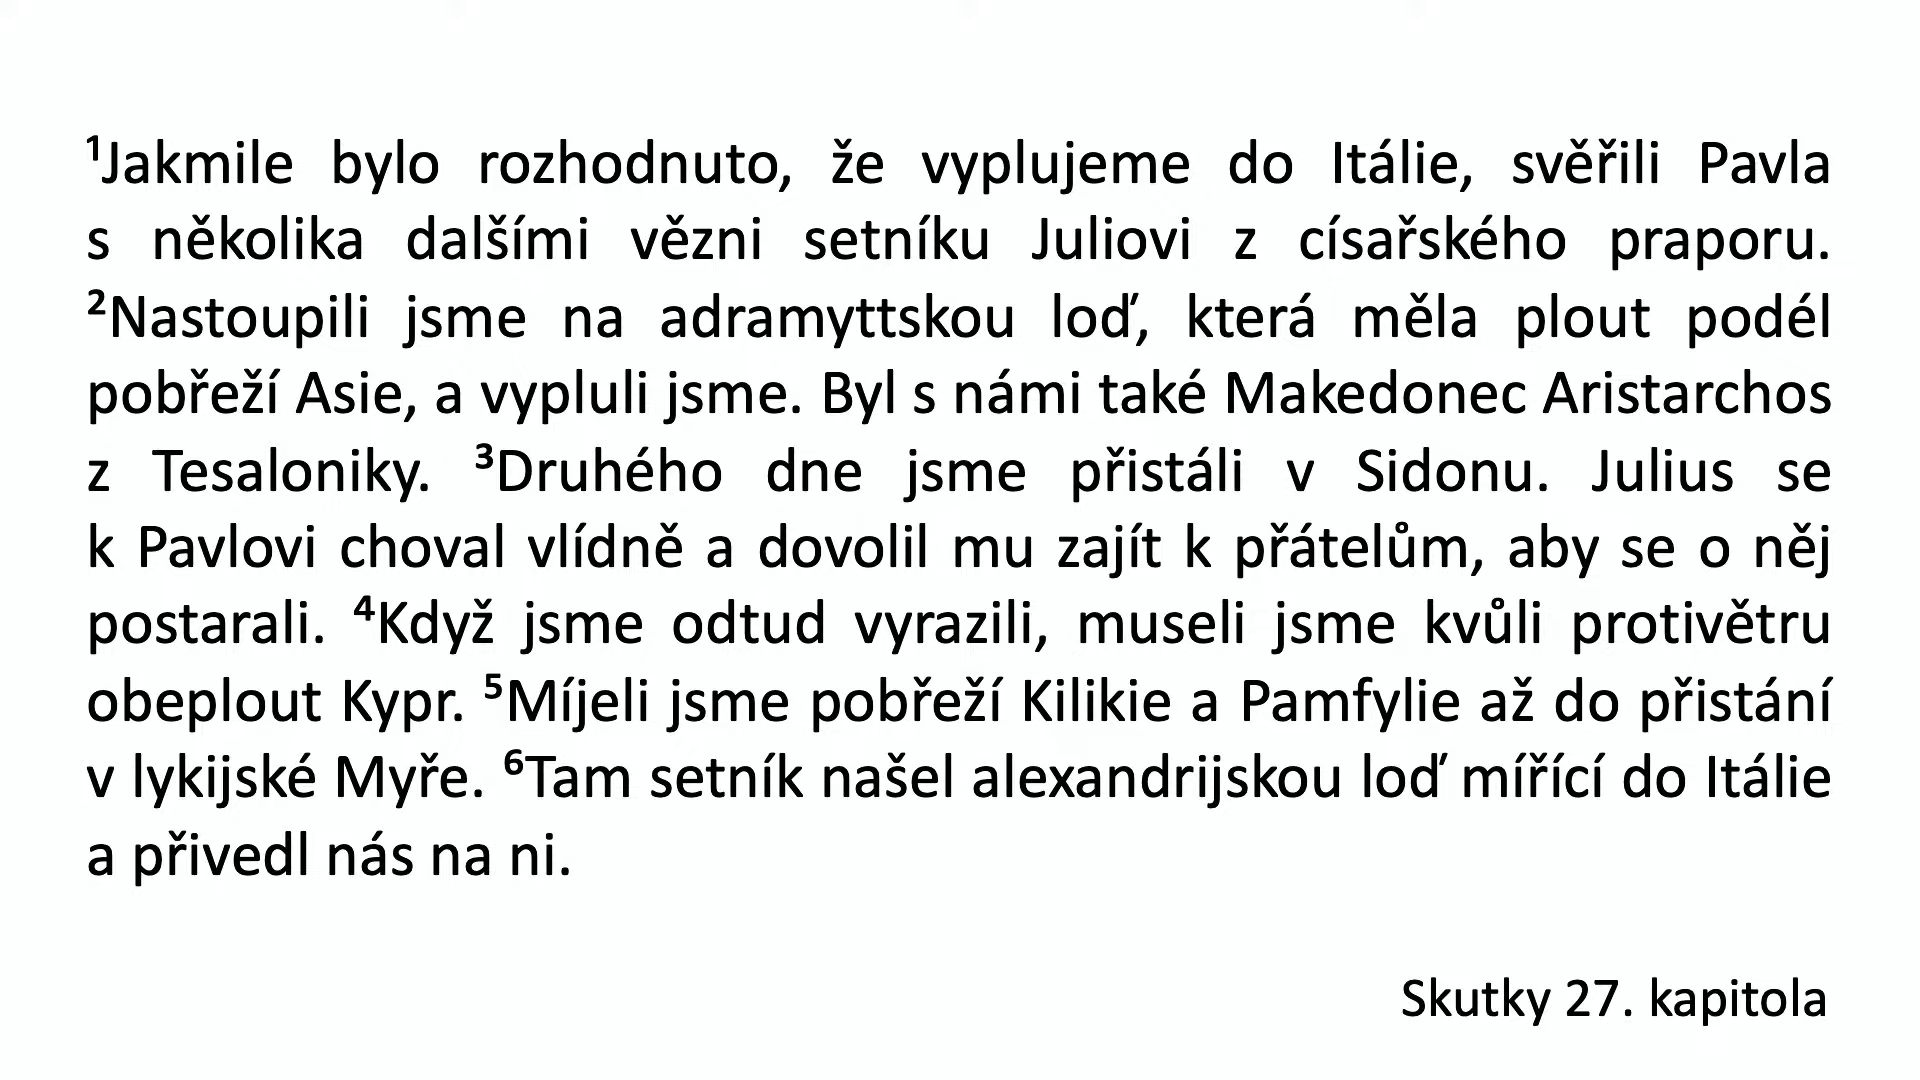 ¹Jakmile bylo rozhodnuto, že vyplujeme do Itálie, svěřili Pavla
s několika dalšími vězni setníku Juliovi z císařského praporu.
²Nastoupili jsme na adramyttskou loď, která měla plout podél
pobřeží Asie, a vypluli jsme. Byl s námi také Makedonec Aristarchos
z Tesaloniky. ³Druhého dne jsme přistáli v Sidonu. Julius se
k Pavlovi choval vlídně a dovolil mu zajít k přátelům, aby se o něj
postarali. ⁴Když jsme odtud vyrazili, museli jsme kvůli protivětru
obeplout Kypr. ⁵Míjeli jsme pobřeží Kilikie a Pamfylie až do přistání
v lykijské Myře. ⁶Tam setník našel alexandrijskou loď mířící do Itálie
a přivedl nás na ni.
Skutky 27. kapitola